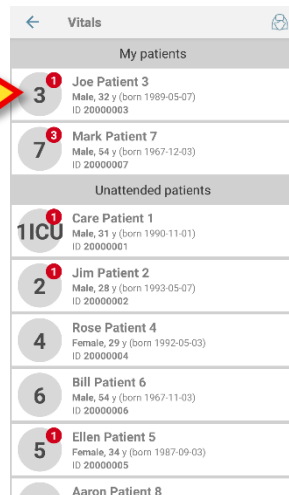 Vitals
My patients
1
3
Joe Patient 3
Male, 32 y (born 1989-05-07)
ID 20000003
3
7
Mark Patient 7
Male, 54 y (born 1967-12-03)
ID 20000007
Unattended patients
1
1ICU
Care Patient 1
Male, 31 y (born 1990-11-01)
ID 20000001
1
2
Jim Patient 2
Male, 28 y (born 1993-05-07)
ID 20000002
4
Rose Patient 4
Female, 29 y (born 1992-05-03)
ID 20000004
6
Bill Patient 6
Male, 54 y (born 1967-11-03)
ID 20000006
1
5
Ellen Patient 5
Female, 34 y (born 1987-09-03)
ID 20000005
Aaron Patient 8